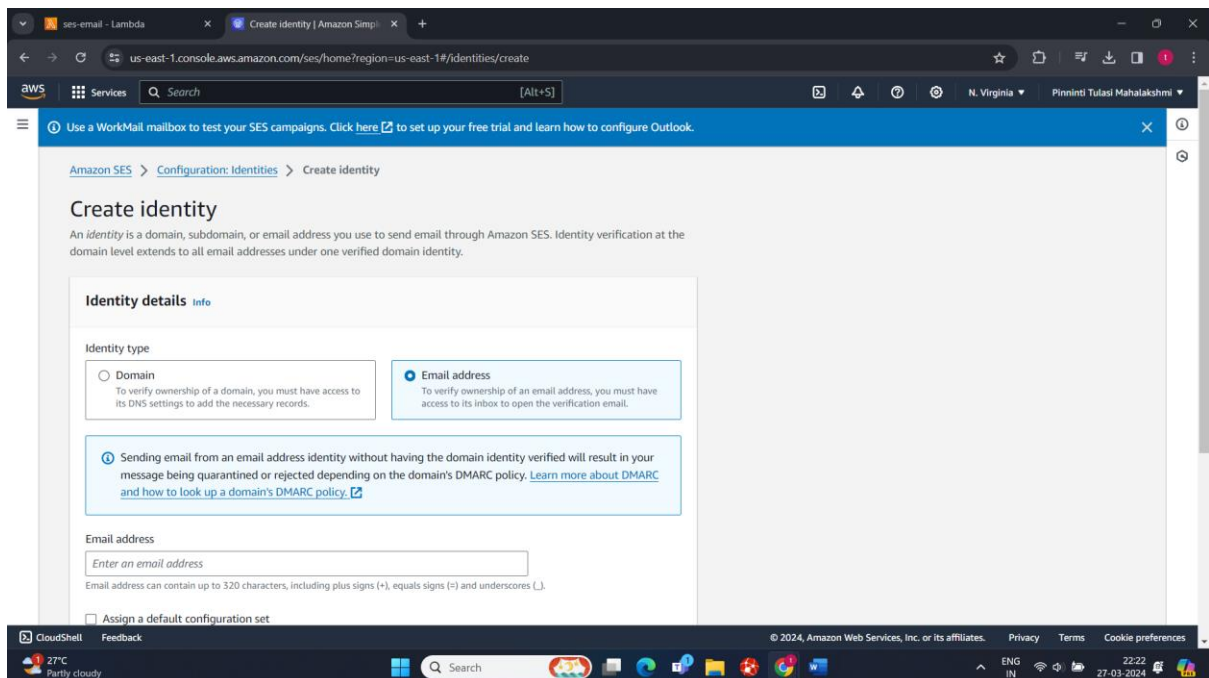 ses-email - Lambda
Create identity | Amazon Simpl
us-east-1.console.aws.amazon.com/ses/home?region=us-east-1#/identities/create
aws
Services
Search
[Alt+S]
N. Virginia
Pinninti Tulasi Mahalakshmi
Use a WorkMail mailbox to test your SES campaigns. Click here to set up your free trial and learn how to configure Outlook.
Amazon SES > Configuration: Identities > Create identity
Create identity
An identity is a domain, subdomain, or email address you use to send email through Amazon SES. Identity verification at the
domain level extends to all email addresses under one verified domain identity.
Identity details Info
Identity type
Domain
To verify ownership of a domain, you must have access to
its DNS settings to add the necessary records.
Email address
To verify ownership of an email address, you must have
access to its inbox to open the verification email.
Sending email from an email address identity without having the domain identity verified will result in your
message being quarantined or rejected depending on the domain's DMARC policy. Learn more about DMARC
and how to look up a domain's DMARC policy.
Email address
Enter an email address
Email address can contain up to 320 characters, including plus signs (+), equals signs (=) and underscores (_).
Assign a default configuration set
CloudShell
Feedback
© 2024, Amazon Web Services, Inc. or its affiliates.
Privacy
Terms
Cookie preferences
27°C
Partly cloudy
Search
ENG
IN
22:22
27-03-2024